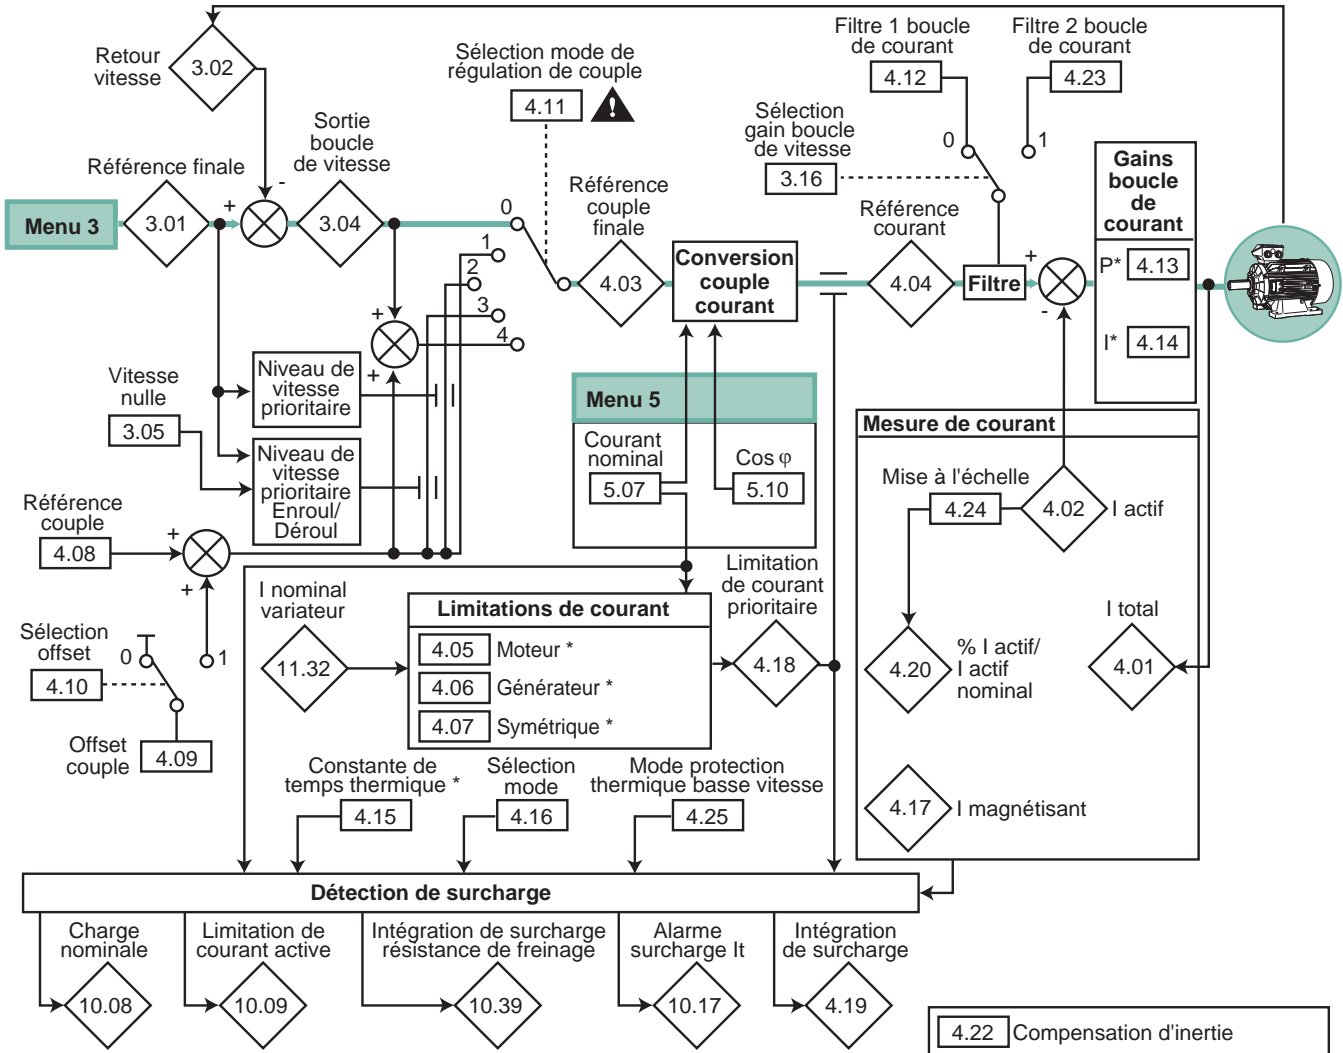 Retour
vitesse
3.02
Sélection mode de
régulation de couple
4.11
Filtre 1 boucle
de courant
4.12
Filtre 2 boucle
de courant
4.23
Sélection
gain boucle
de vitesse
3.16
0
1
Référence finale
Sortie
boucle
de vitesse
-
+
Menu 3
3.01
3.04
0
1
2
3
4
Référence
couple
finale
4.03
Conversion
couple
courant
Référence
courant
4.04
Filtre
+
-
Gains
boucle
de
courant
P*
4.13
I*
4.14
+
+
Vitesse
nulle
3.05
Niveau de
vitesse
prioritaire
Niveau de
vitesse
prioritaire
Enroul/
Déroul
Menu 5
Courant
nominal
5.07
Cos φ
5.10
Référence
couple
4.08
+
+
Sélection
offset
4.10
0
1
Offset
couple
4.09
I nominal
variateur
11.32
Limitations de courant
4.05 Moteur *
4.06 Générateur *
4.07 Symétrique *
Limitation
de courant
prioritaire
4.18
Mesure de courant
Mise à l'échelle
4.24
4.02
I actif
4.20
% I actif/
I actif
nominal
I total
4.01
4.17
I magnétisant
Constante de
temps thermique *
4.15
Sélection
mode
4.16
Mode protection
thermique basse vitesse
4.25
Détection de surcharge
Charge
nominale
10.08
Limitation de
courant active
10.09
Intégration de surcharge
résistance de freinage
10.39
Alarme
surcharge It
10.17
Intégration
de surcharge
4.19
4.22 Compensation d'inertie